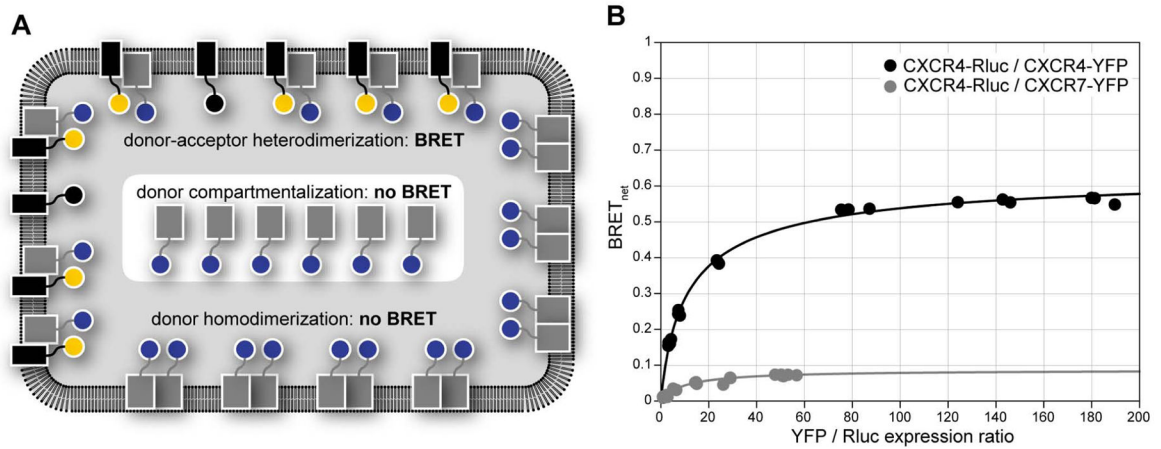 A
donor-acceptor heterodimerization: BRET
donor compartmentalization: no BRET
donor homodimerization: no BRET
B
CXCR4-Rluc / CXCR4-YFP
CXCR4-Rluc / CXCR7-YFP
BRETnet
1
0.9
0.8
0.7
0.6
0.5
0.4
0.3
0.2
0.1
0
0 20 40 60 80 100 120 140 160 180 200
YFP / Rluc expression ratio